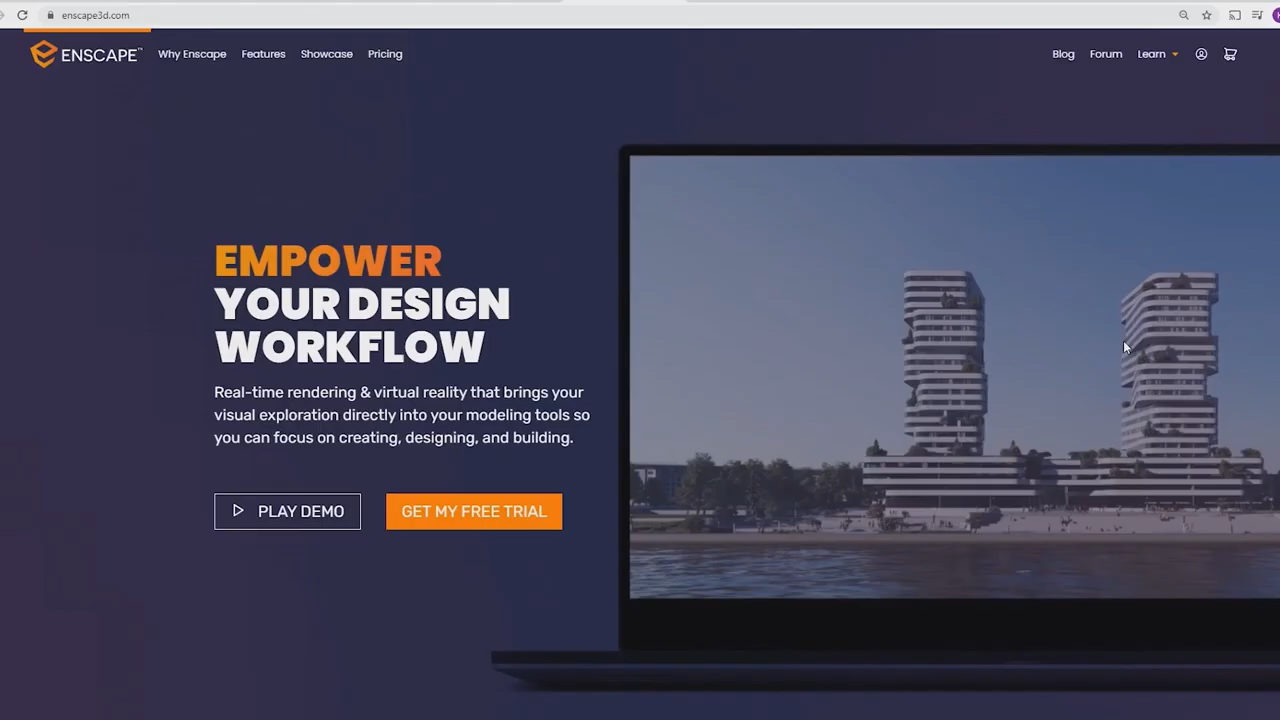 enscape3d.com
ENSCAPE™ Why Enscape Features Showcase Pricing Blog Forum Learn
EMPOWER
YOUR DESIGN
WORKFLOW
Real-time rendering & virtual reality that brings your
visual exploration directly into your modeling tools so
you can focus on creating, designing, and building.
PLAY DEMO GET MY FREE TRIAL